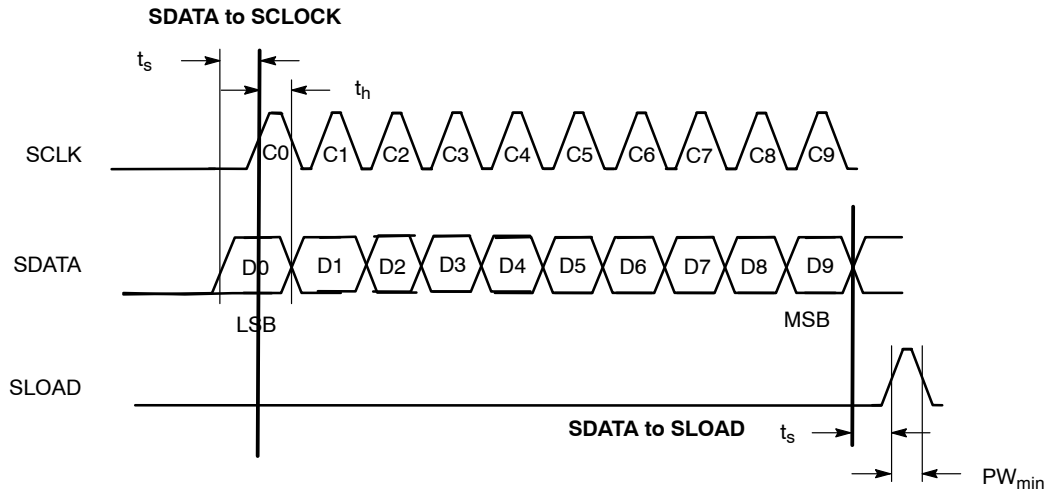 SDATA to SCLOCK
t_s
t_h
SCLK
C0 C1 C2 C3 C4 C5 C6 C7 C8 C9
SDATA
D0 D1 D2 D3 D4 D5 D6 D7 D8 D9
LSB
MSB
SLOAD
SDATA to SLOAD
t_s
PW_min